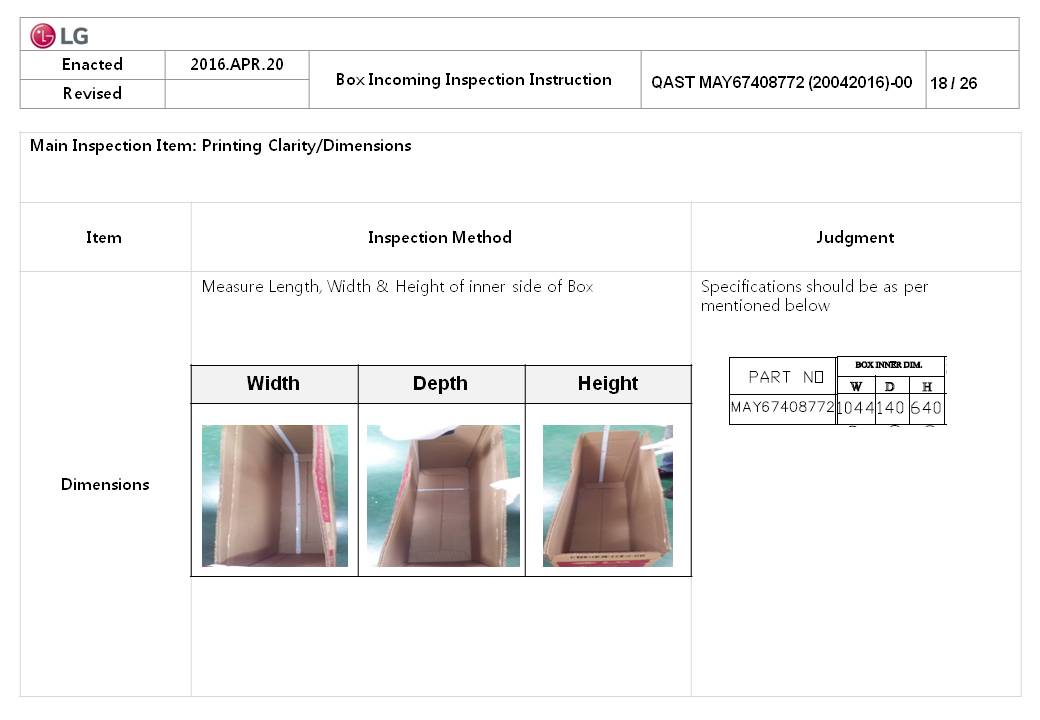 LG
Enacted
2016.APR.20
Box Incoming Inspection Instruction
QAST MAY67408772 (20042016)-00
18 / 26
Revised
Main Inspection Item: Printing Clarity/Dimensions
Item
Inspection Method
Judgment
Dimensions
Measure Length, Width & Height of inner side of Box
Width
Depth
Height
Specifications should be as per
mentioned below
PART NO
BOX INNER DIM.
W
D
H
MAY67408772
1044
140
640